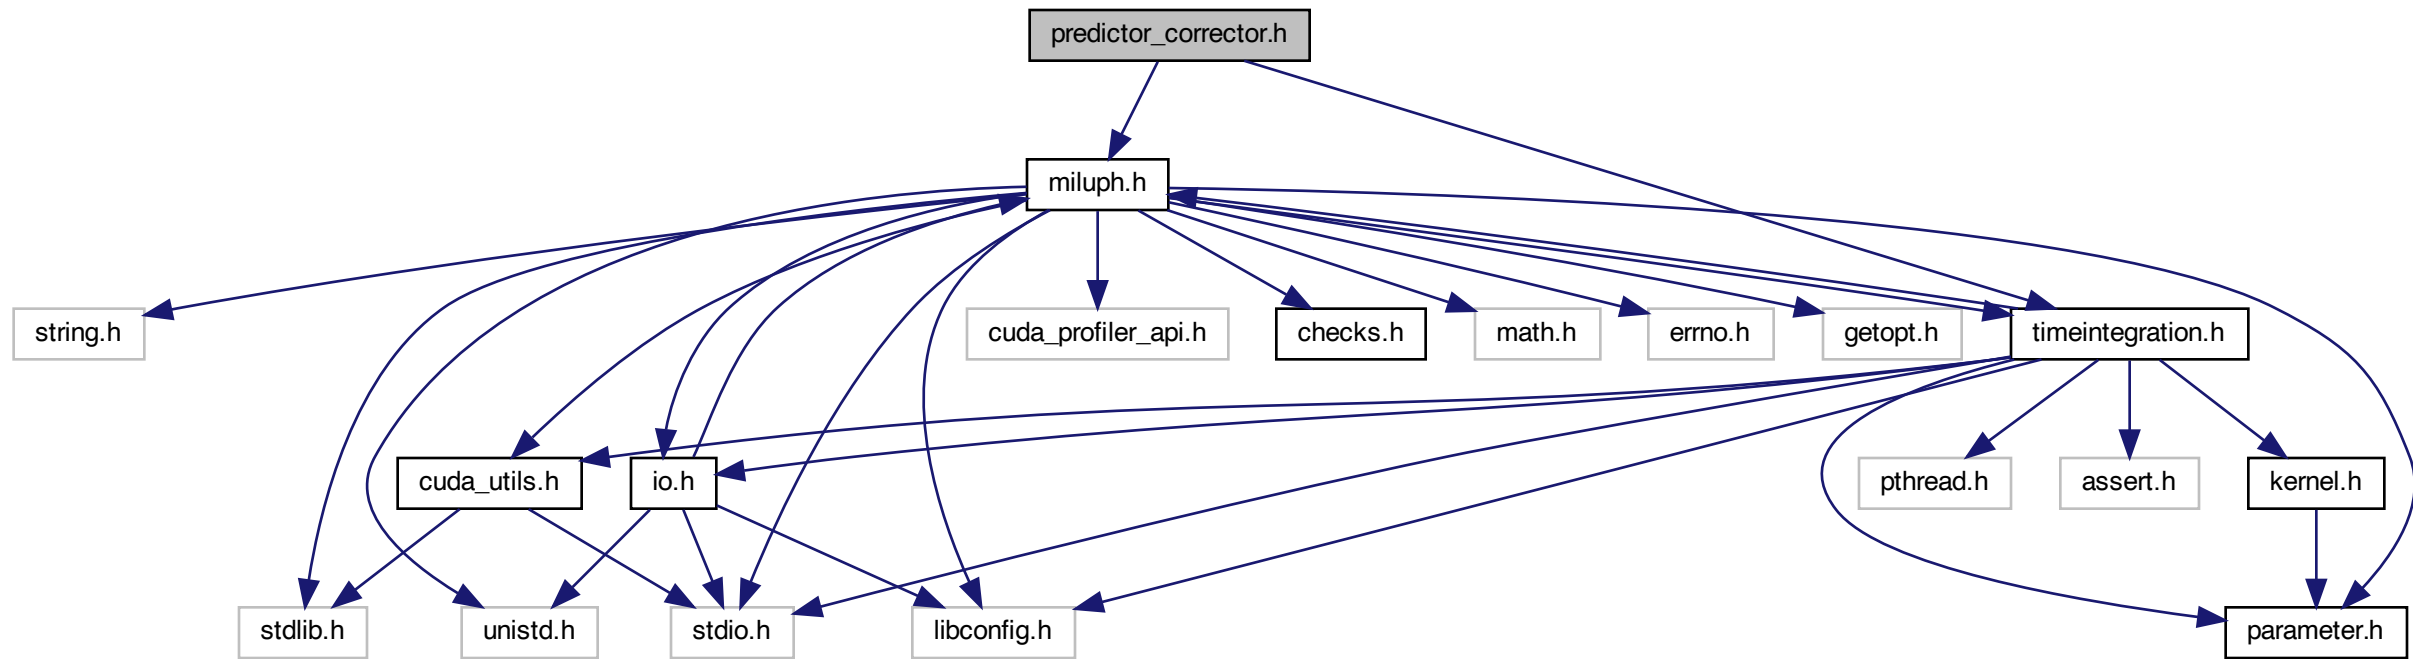 predictor_corrector.h
miluph.h
string.h
cuda_profiler_api.h
checks.h
math.h
errno.h
getopt.h
timeintegration.h
cuda_utils.h
io.h
pthread.h
assert.h
kernel.h
stdlib.h
unistd.h
stdio.h
libconfig.h
parameter.h